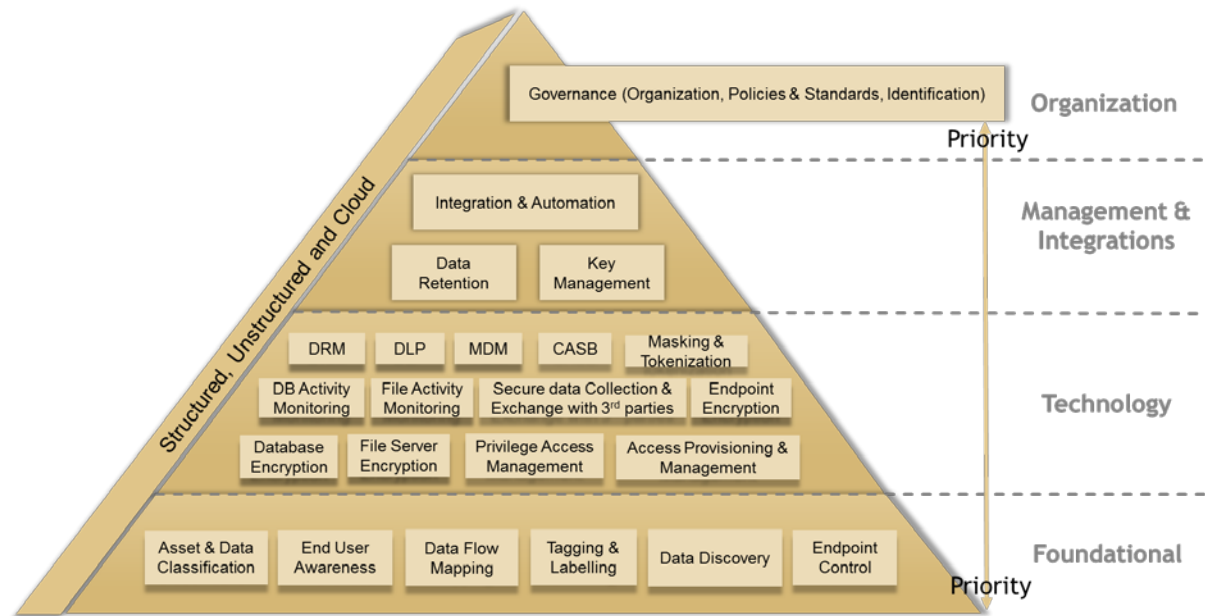 Governance (Organization, Policies & Standards, Identification)
Organization
Priority
Structured, Unstructured and Cloud
Integration & Automation
Management &
Integrations
Data
Retention
Key
Management
DRM
DLP
MDM
CASB
Masking &
Tokenization
DB Activity
Monitoring
File Activity
Monitoring
Secure data Collection &
Exchange with 3rd parties
Endpoint
Encryption
Technology
Database
Encryption
File Server
Encryption
Privilege Access
Management
Access Provisioning &
Management
Asset & Data
Classification
End User
Awareness
Data Flow
Mapping
Tagging &
Labelling
Data Discovery
Endpoint
Control
Foundational
Priority